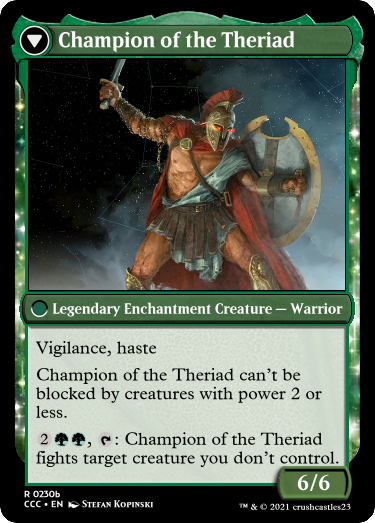 Champion of the Theriad
Legendary Enchantment Creature — Warrior
Vigilance, haste
Champion of the Theriad can't be
blocked by creatures with power 2 or
less.
2, : Champion of the Theriad
fights target creature you don't control.
6/6
R 0230b
CCC • EN Stefan Kopinski
™ & © 2021 crushcastles23